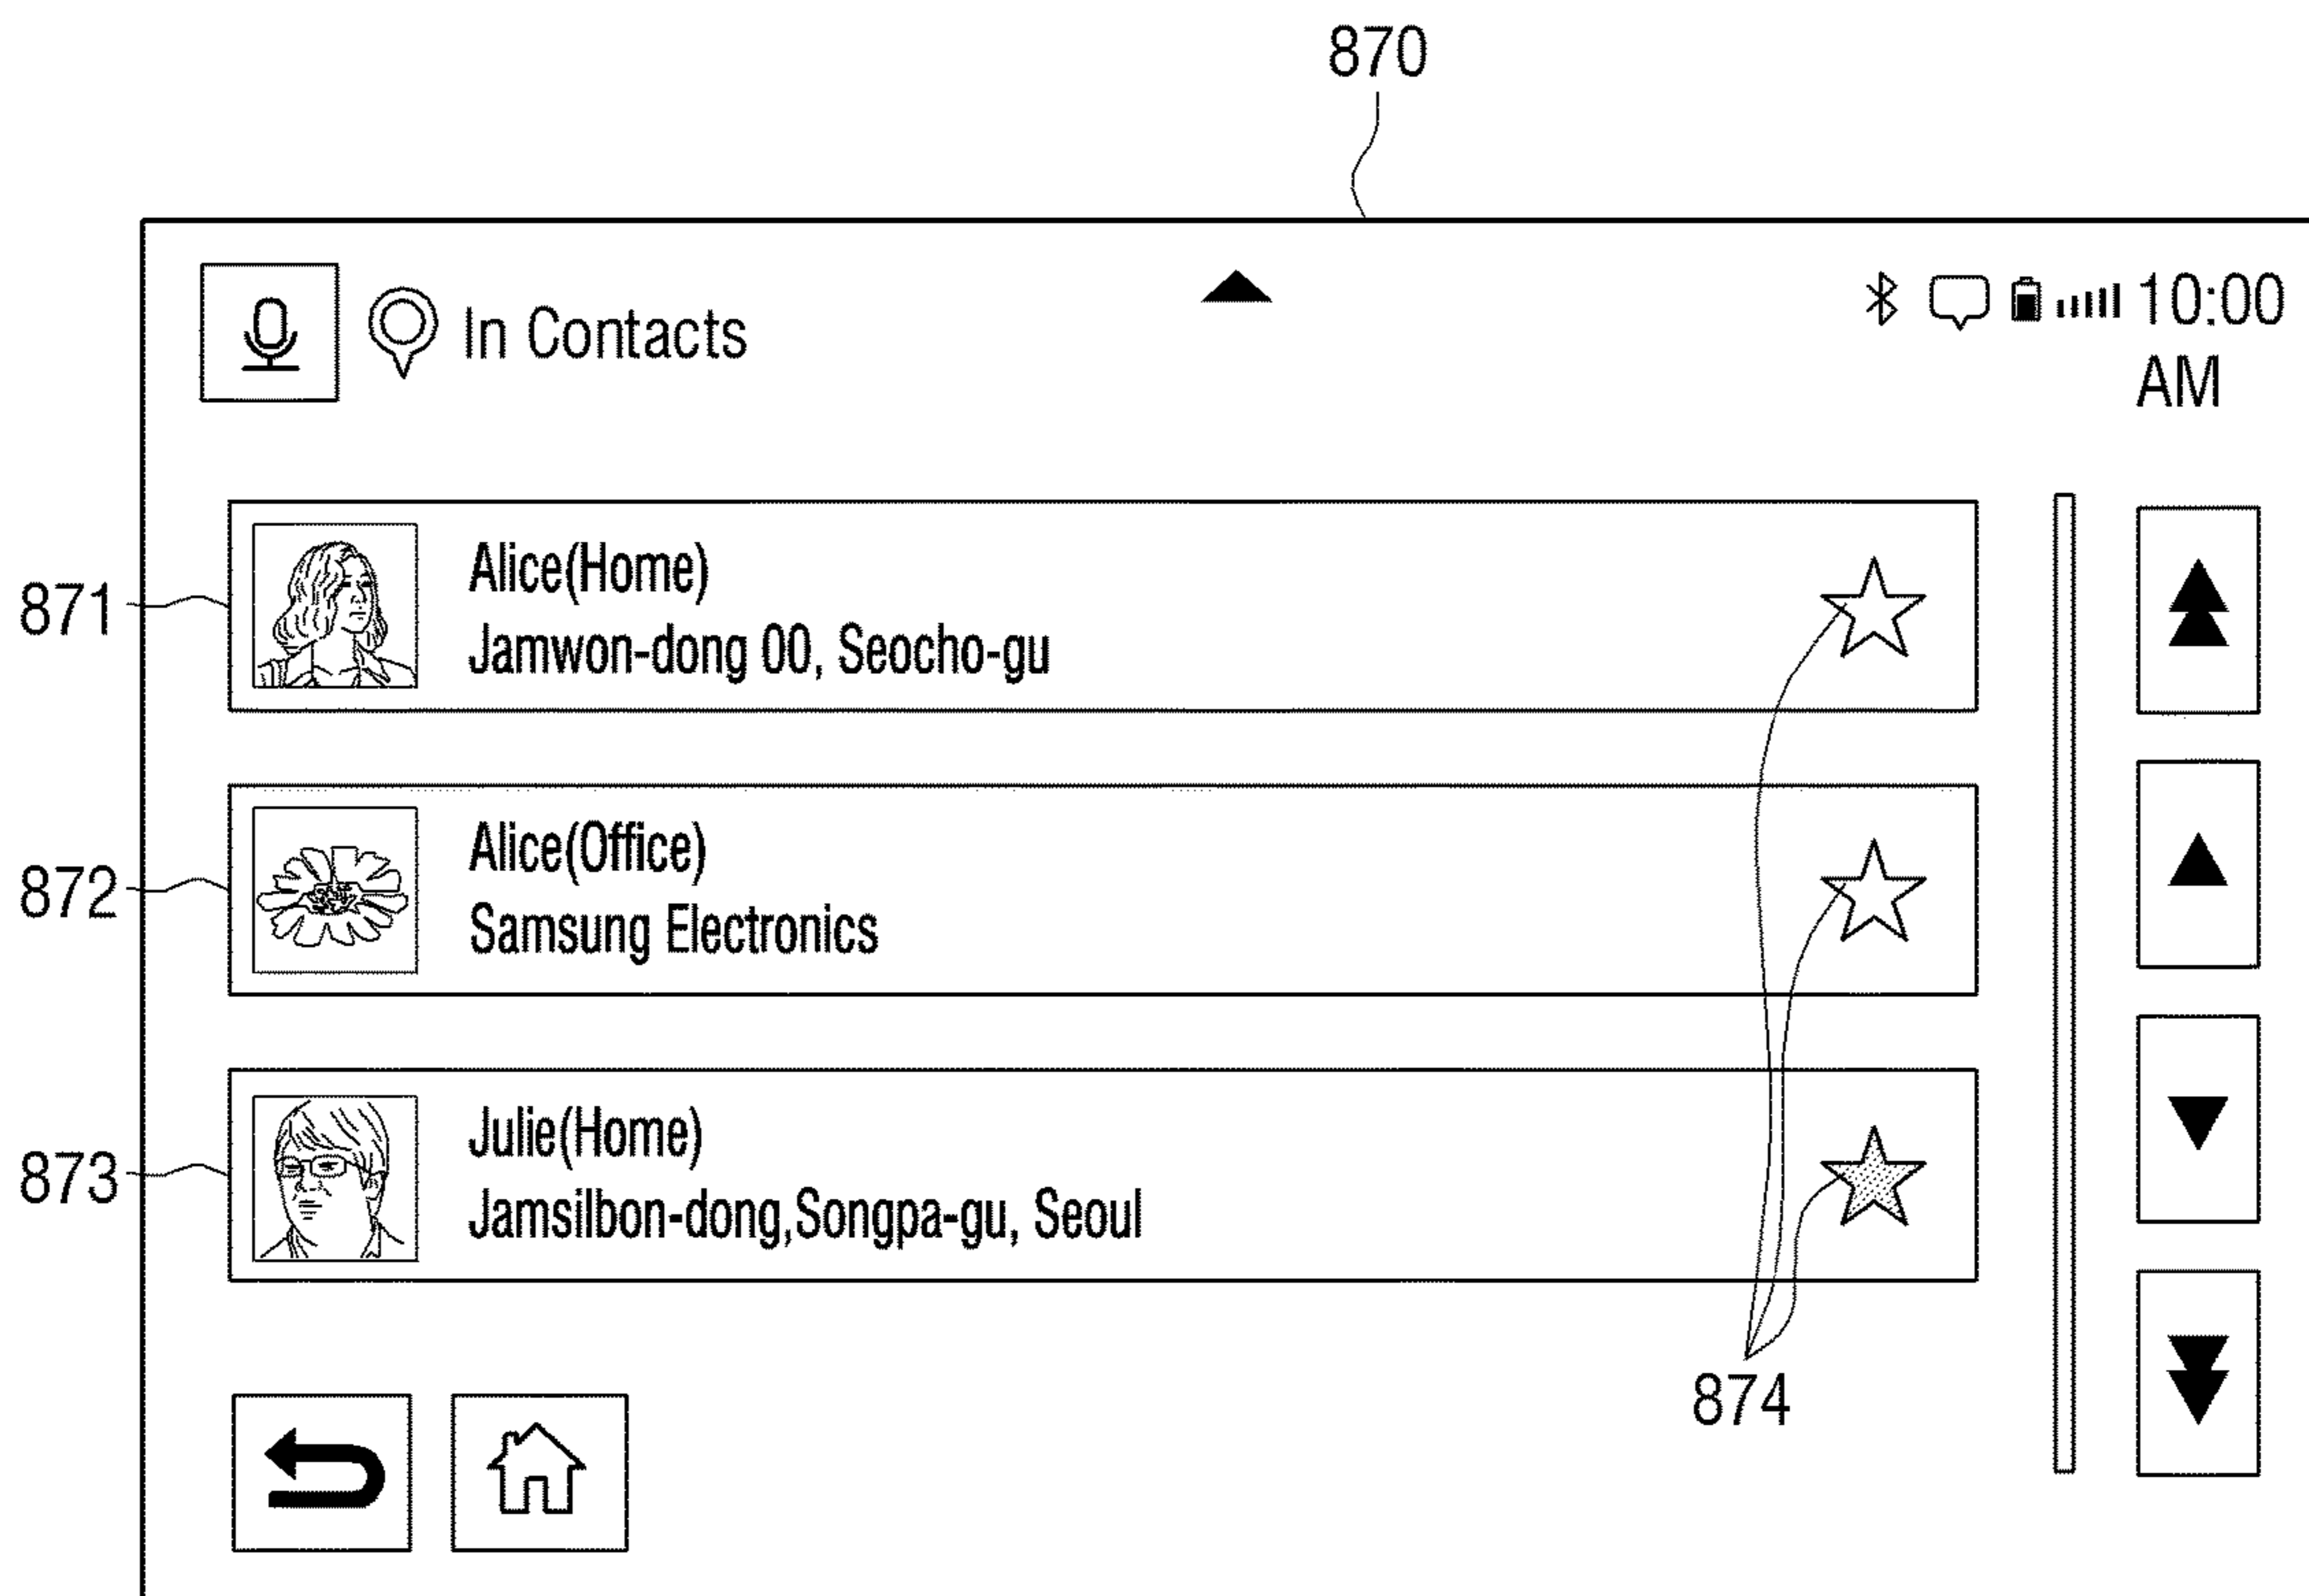 870
In Contacts
10:00
AM
871
Alice(Home)
Jamwon-dong 00, Seocho-gu
872
Alice(Office)
Samsung Electronics
873
Julie(Home)
Jamsilbon-dong,Songpa-gu, Seoul
874